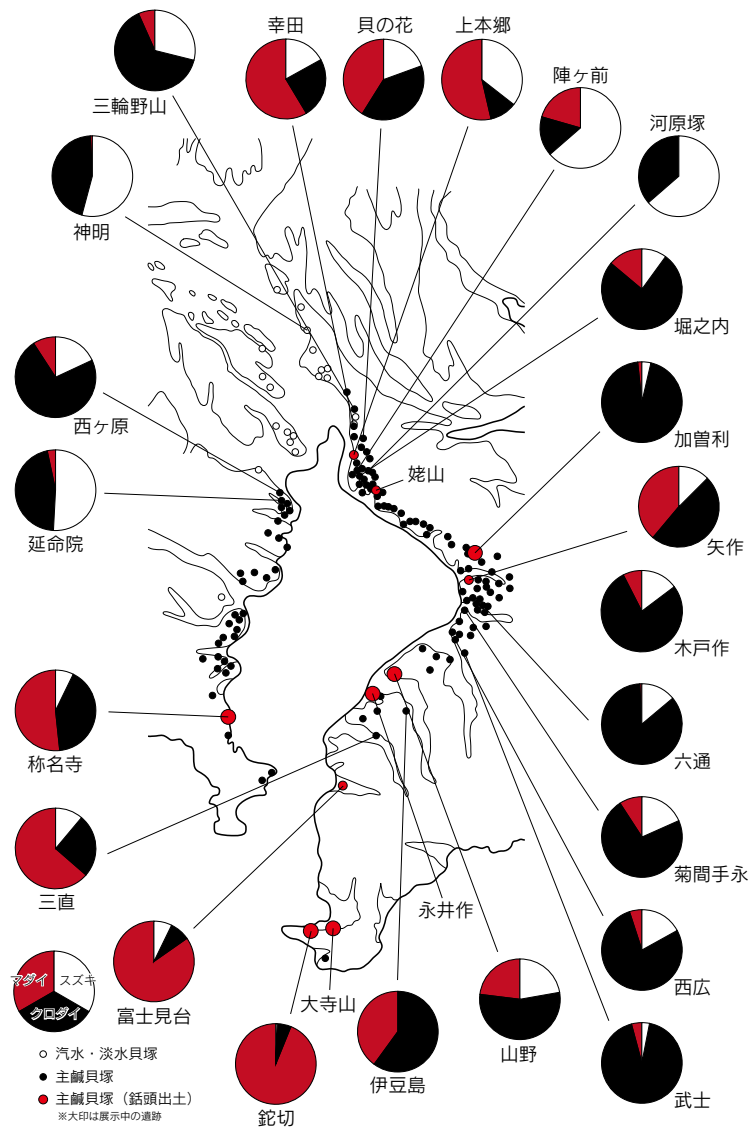 幸田
貝の花
上本郷
陣ヶ前
三輪野山
河原塚
神明
堀之内
西ヶ原
加曽利
姥山
延命院
矢作
木戸作
六通
称名寺
菊間手永
三直
永井作
西広
マダイ
スズキ
クロダイ
富士見台
大寺山
山野
伊豆島
武士
鉈切
汽水・淡水貝塚
主鹹貝塚
主鹹貝塚（銛頭出土）
※大印は展示中の遺跡